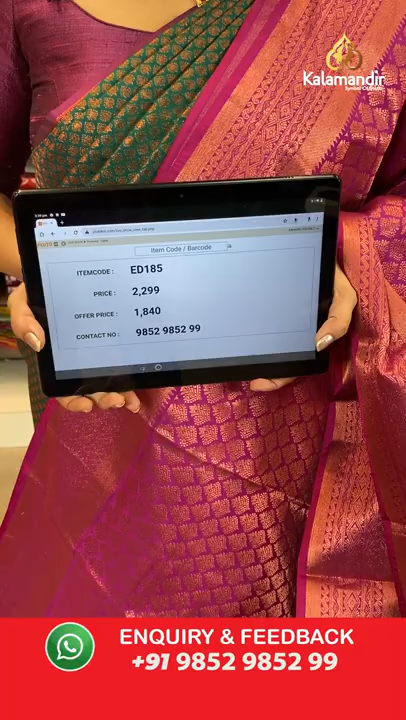 Kalamandir
Item Code / Barcode
ITEMCODE : ED185
PRICE : 2,299
OFFER PRICE : 1,840
CONTACT NO : 9852 9852 99
ENQUIRY & FEEDBACK
+91 9852 9852 99